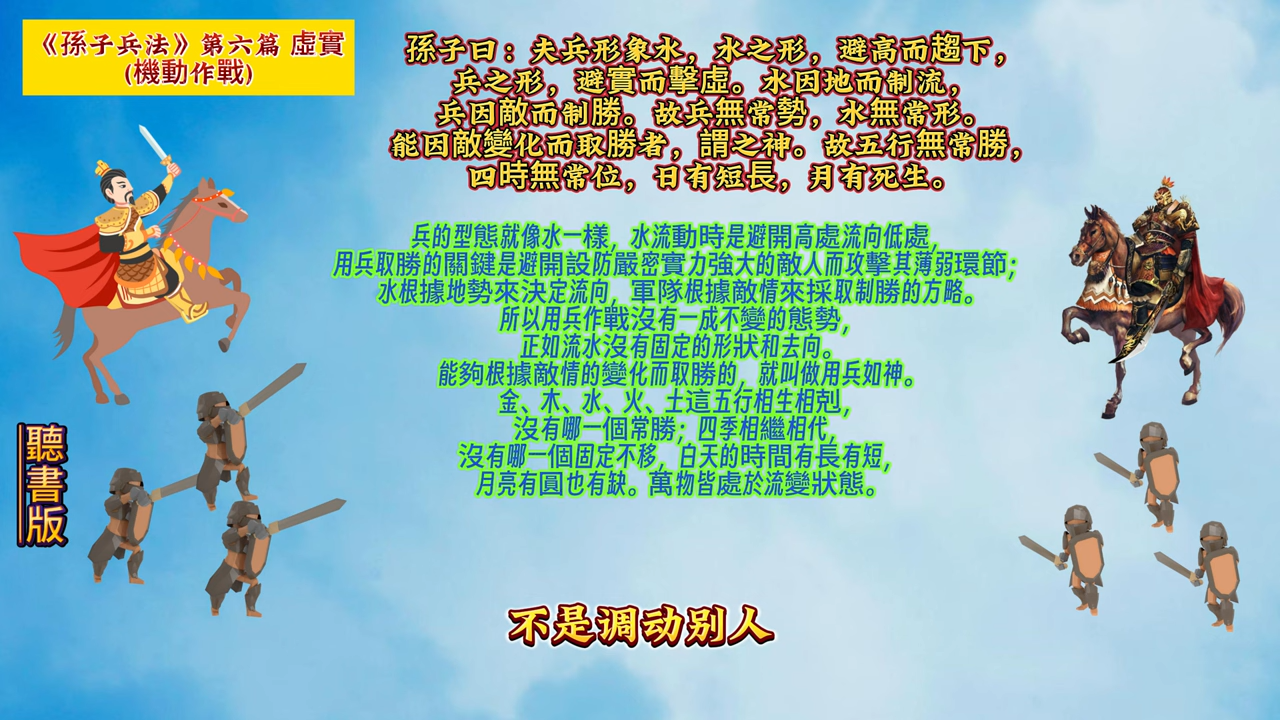 《孫子兵法》第六篇 虛實
(機動作戰)
孫子曰：夫兵形象水，水之形，避高而趨下，
兵之形，避實而擊虛。水因地而制流，
兵因敵而制勝。故兵無常勢，水無常形。
能因敵變化而取勝者，謂之神。故五行無常勝，
四時無常位，日有短長，月有死生。
兵的型態就像水一樣，水流動時是避開高處流向低處，
用兵取勝的關鍵是避開設防嚴密實力強大的敵人而攻擊其薄弱環節；
水根據地勢來決定流向，軍隊根據敵情來採取制勝的方略。
所以用兵作戰沒有一成不變的態勢，
正如流水沒有固定的形狀和去向。
能夠根據敵情的變化而取勝的，就叫做用兵如神。
金、木、水、火、土這五行相生相剋，
沒有哪一個常勝；四季相繼相代，
沒有哪一個固定不移，白天的時間有長有短，
月亮有圓也有缺。萬物皆處於流變狀態。
聽書版
不是调动别人